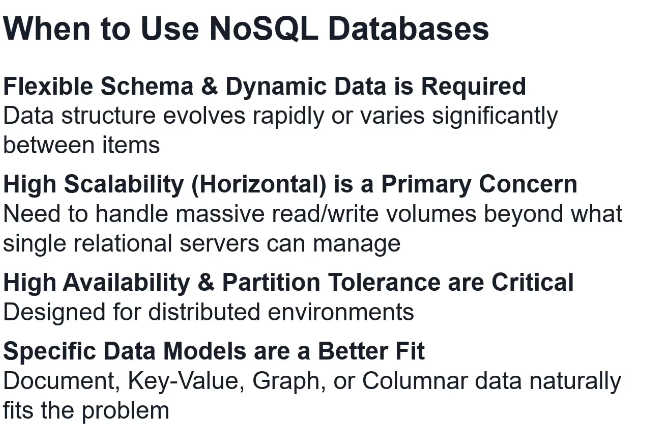 When to Use NoSQL Databases
Flexible Schema & Dynamic Data is Required
Data structure evolves rapidly or varies significantly
between items
High Scalability (Horizontal) is a Primary Concern
Need to handle massive read/write volumes beyond what
single relational servers can manage
High Availability & Partition Tolerance are Critical
Designed for distributed environments
Specific Data Models are a Better Fit
Document, Key-Value, Graph, or Columnar data naturally
fits the problem